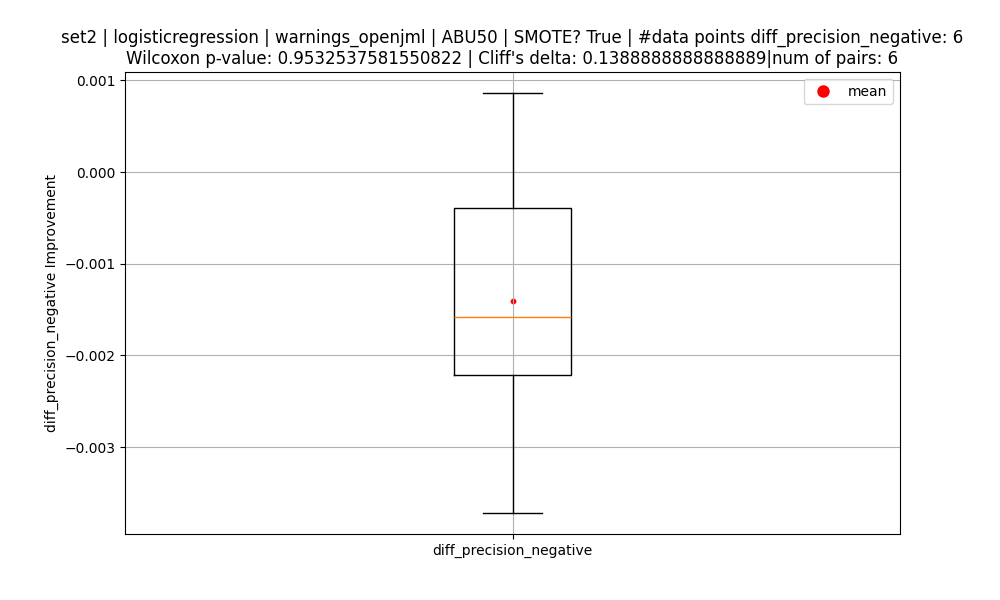 set2 | logisticregression | warnings_openjml | ABU50 | SMOTE? True | #data points diff_precision_negative: 6
Wilcoxon p-value: 0.9532537581550822 | Cliff's delta: 0.1388888888888889|num of pairs: 6
mean
0.001
0.000
−0.001
−0.002
−0.003
diff_precision_negative Improvement
diff_precision_negative